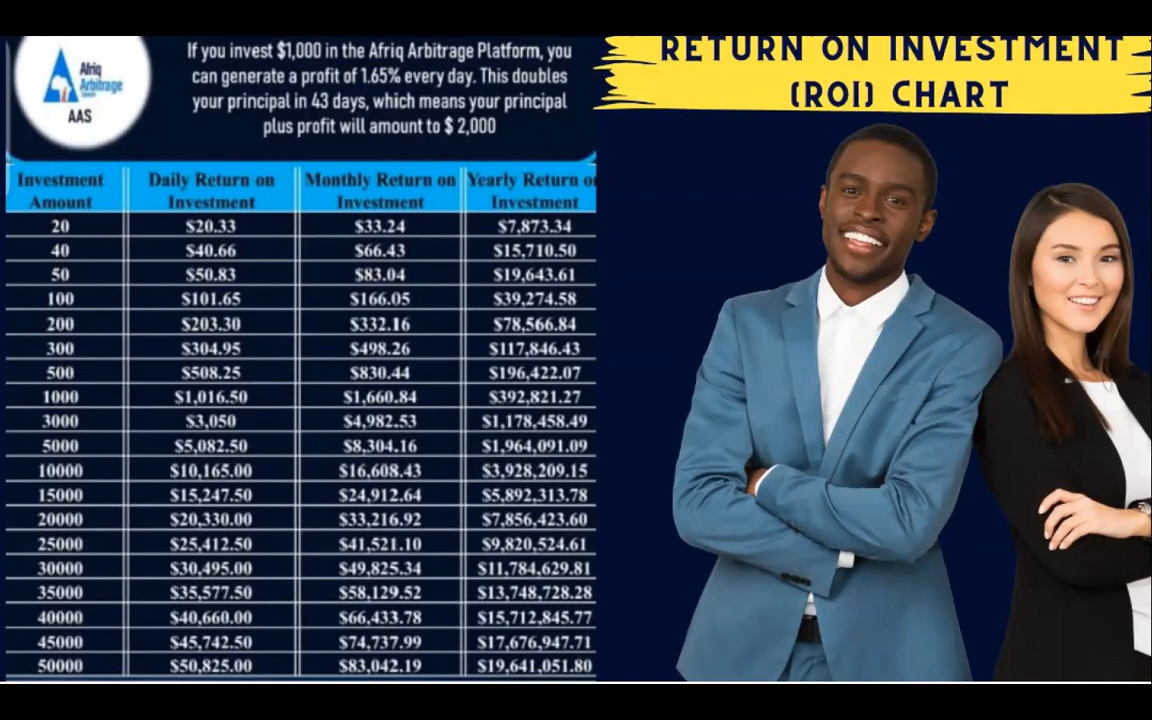 Afriq
Arbitrage
System
AAS
If you invest $1,000 in the Afriq Arbitrage Platform, you
can generate a profit of 1.65% every day. This doubles
your principal in 43 days, which means your principal
plus profit will amount to $ 2,000
RETURN ON INVESTMENT
(ROI) CHART
Investment Amount Daily Return on Investment Monthly Return on Investment Yearly Return on Investment
20 $20.33 $33.24 $7,873.34
40 $40.66 $66.43 $15,710.50
50 $50.83 $83.04 $19,643.61
100 $101.65 $166.05 $39,274.58
200 $203.30 $332.16 $78,566.84
300 $304.95 $498.26 $117,846.43
500 $508.25 $830.44 $196,422.07
1000 $1,016.50 $1,660.84 $392,821.27
3000 $3,050 $4,982.53 $1,178,458.49
5000 $5,082.50 $8,304.16 $1,964,091.09
10000 $10,165.00 $16,608.43 $3,928,209.15
15000 $15,247.50 $24,912.64 $5,892,313.78
20000 $20,330.00 $33,216.92 $7,856,423.60
25000 $25,412.50 $41,521.10 $9,820,524.61
30000 $30,495.00 $49,825.34 $11,784,629.81
35000 $35,577.50 $58,129.52 $13,748,728.28
40000 $40,660.00 $66,433.78 $15,712,845.77
45000 $45,742.50 $74,737.99 $17,676,947.71
50000 $50,825.00 $83,042.19 $19,641,051.80